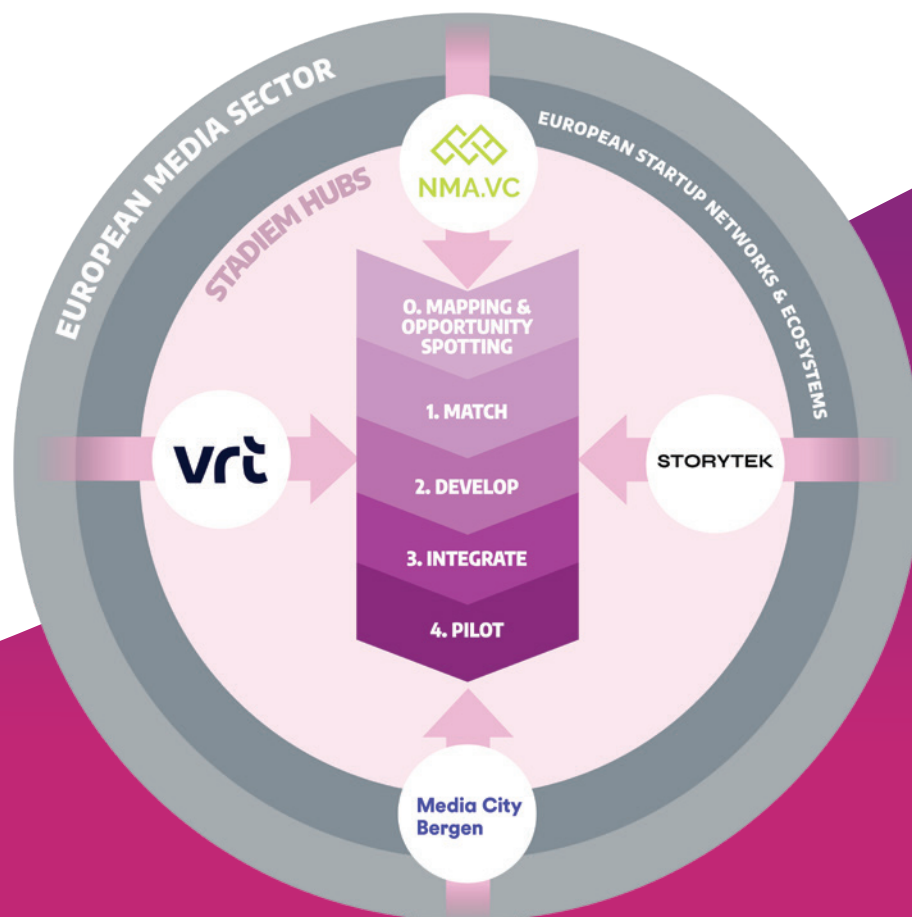 EUROPEAN MEDIA SECTOR
EUROPEAN STARTUP NETWORKS & ECOSYSTEMS
STADIEM HUBS
NMA.VC
0. MAPPING &
OPPORTUNITY
SPOTTING
1. MATCH
vrt
STORYTEK
2. DEVELOP
3. INTEGRATE
4. PILOT
Media City
Bergen